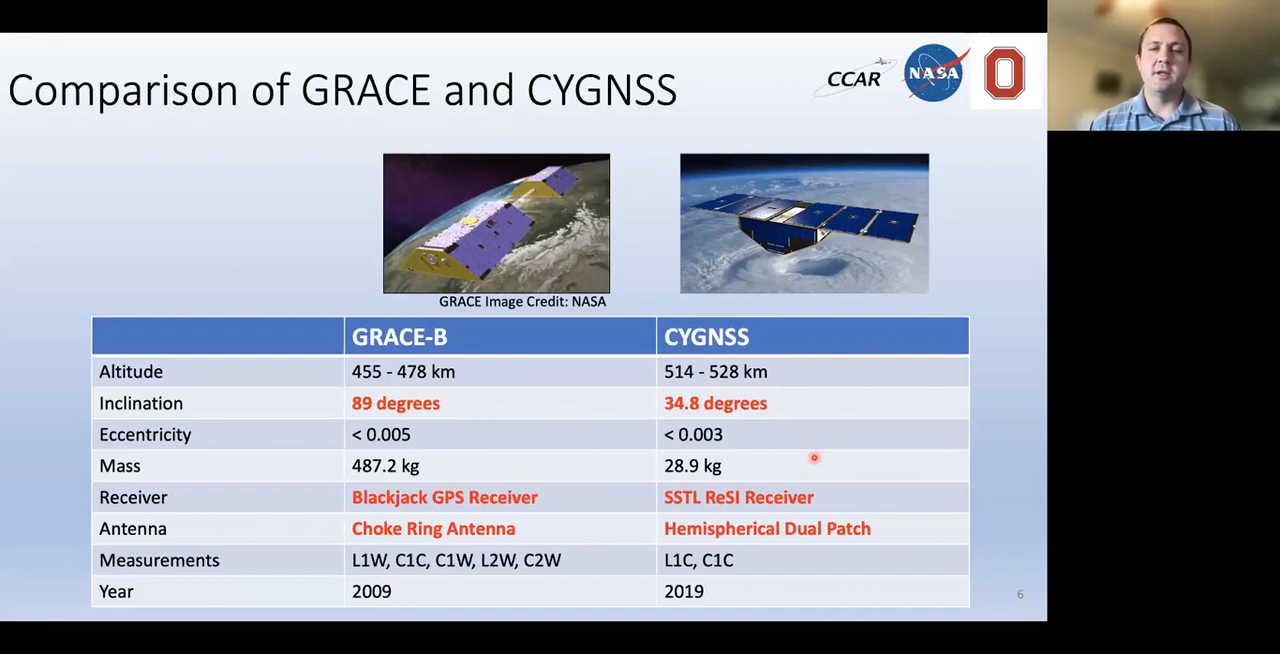 Comparison of GRACE and CYGNSS
CCAR
NASA
GRACE Image Credit: NASA
GRACE-B CYGNSS
Altitude 455 - 478 km 514 - 528 km
Inclination 89 degrees 34.8 degrees
Eccentricity < 0.005 < 0.003
Mass 487.2 kg 28.9 kg
Receiver Blackjack GPS Receiver SSTL ReSI Receiver
Antenna Choke Ring Antenna Hemispherical Dual Patch
Measurements L1W, C1C, C1W, L2W, C2W L1C, C1C
Year 2009 2019
6